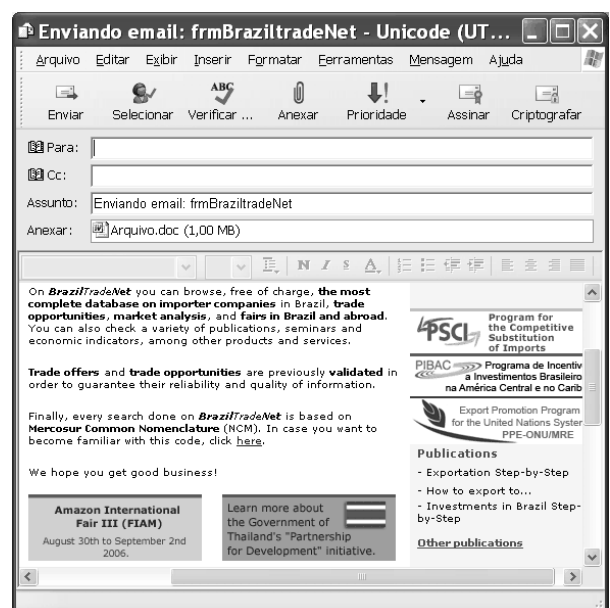 Enviando email: frmBraziltradeNet - Unicode (UT...
Arquivo Editar Exibir Inserir Formatar Ferramentas Mensagem Ajuda
Enviar Selecionar Verificar ... Anexar Prioridade Assinar Criptografar
Para:
Cc:
Assunto: Enviando email: frmBraziltradeNet
Anexar: Arquivo.doc (1,00 MB)
N I S A
On BrazilTradeNet you can browse, free of charge, the most
complete database on importer companies in Brazil, trade
opportunities, market analysis, and fairs in Brazil and abroad.
You can also check a variety of publications, seminars and
economic indicators, among other products and services.
Trade offers and trade opportunities are previously validated in
order to guarantee their reliability and quality of information.
Finally, every search done on BrazilTradeNet is based on
Mercosur Common Nomenclature (NCM). In case you want to
become familiar with this code, click here.
We hope you get good business!
Amazon International
Fair III (FIAM)
August 30th to September 2nd
2006.
Learn more about
the Government of
Thailand's "Partnership
for Development" initiative.
PSCI
Program for
the Competitive
Substitution
of Imports
PIBAC
Programa de Incentiv
a Investimentos Brasileiro
na América Central e no Carib
Export Promotion Program
for the United Nations Syster
PPE-ONU/MRE
Publications
- Exportation Step-by-Step
- How to export to...
- Investments in Brazil Step-
by-Step
Other publications